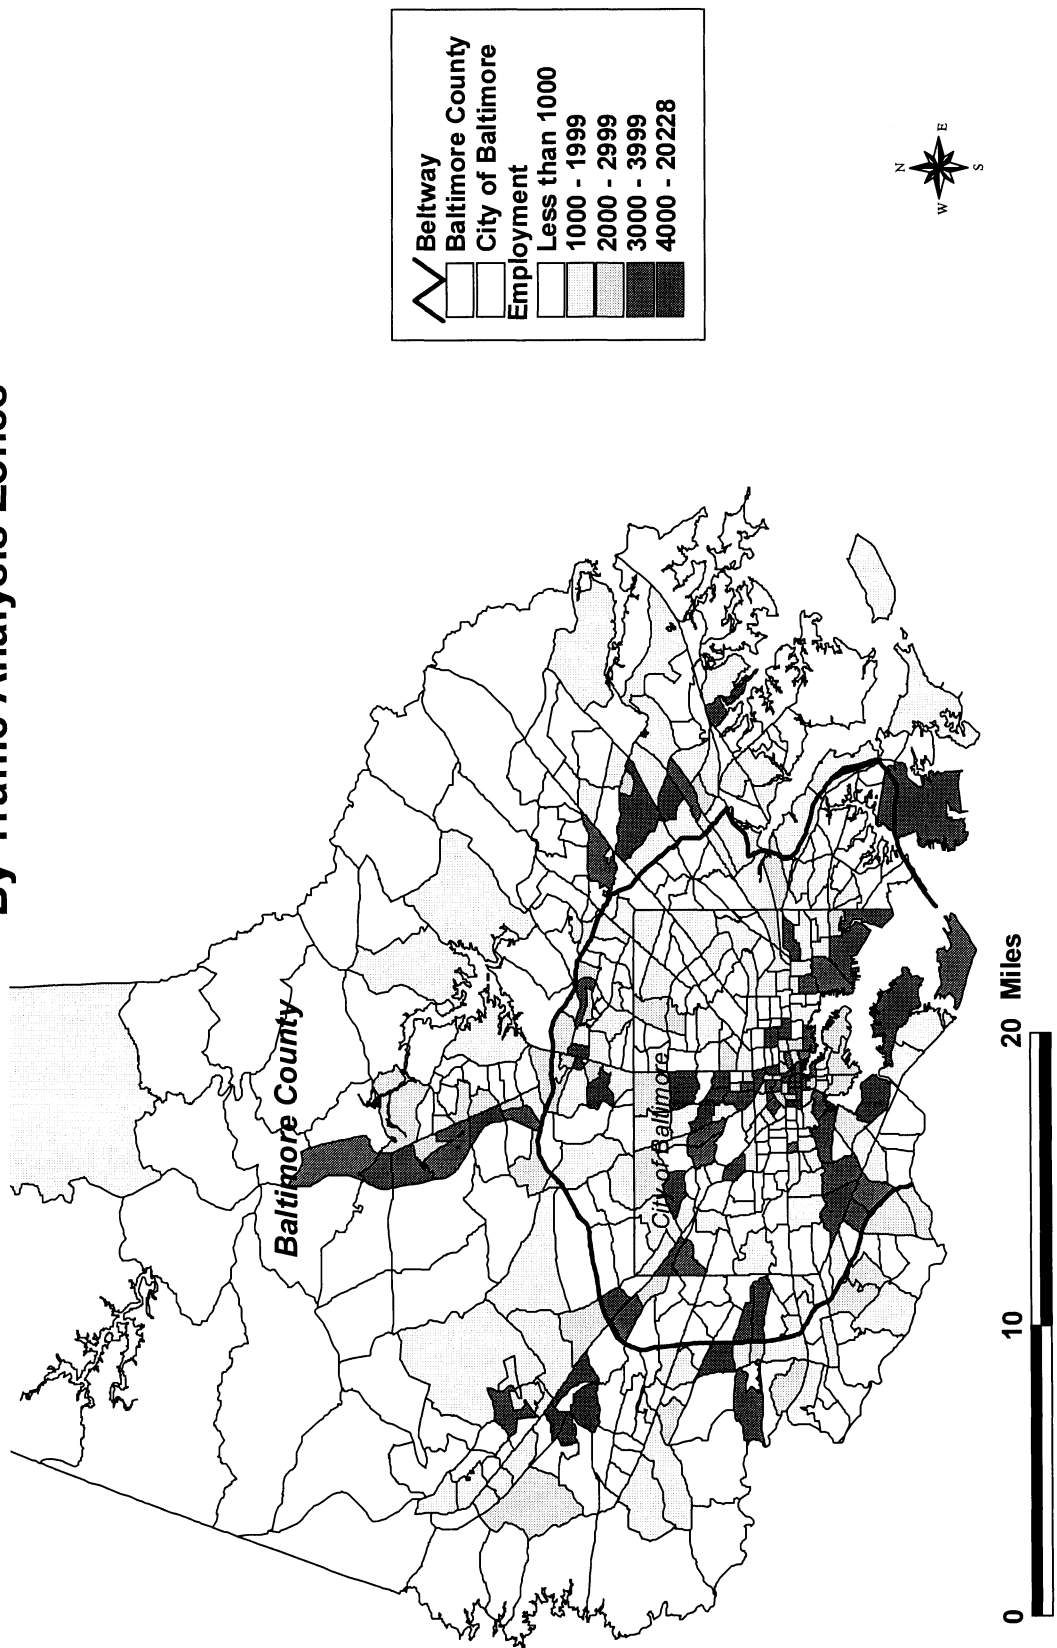 By Traffic Analysis Zones
Beltway
Baltimore County
City of Baltimore
Employment
Less than 1000
1000 - 1999
2000 - 2999
3000 - 3999
4000 - 20228
N
E
S
W
Baltimore County
City of Baltimore
0 10 20 Miles